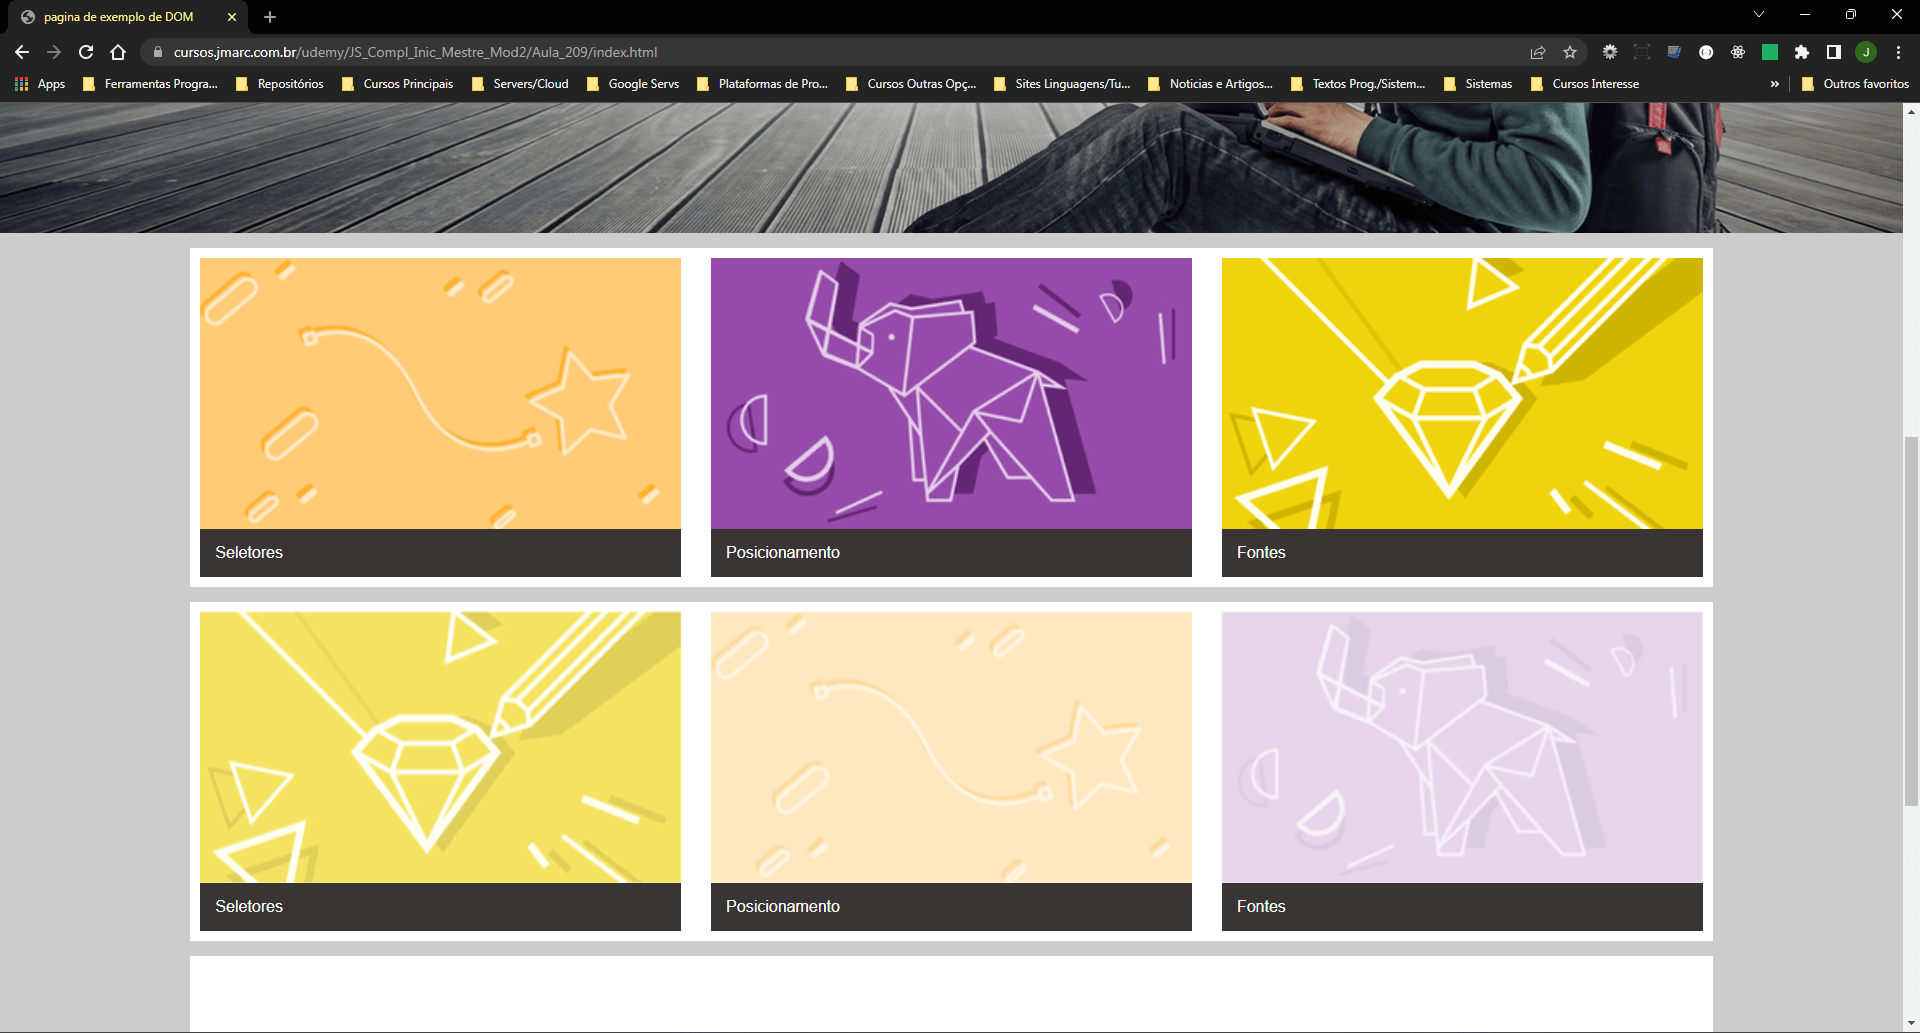 pagina de exemplo de DOM
cursos.jmarc.com.br/udemy/JS_Compl_Inic_Mestre_Mod2/Aula_209/index.html
J
Apps Ferramentas Progra... Repositórios Cursos Principais Servers/Cloud Google Servs Plataformas de Pro... Cursos Outras Opç... Sites Linguagens/Tu... Noticias e Artigos... Textos Prog./Sistem... Sistemas Cursos Interesse » Outros favoritos
Seletores Posicionamento Fontes
Seletores Posicionamento Fontes